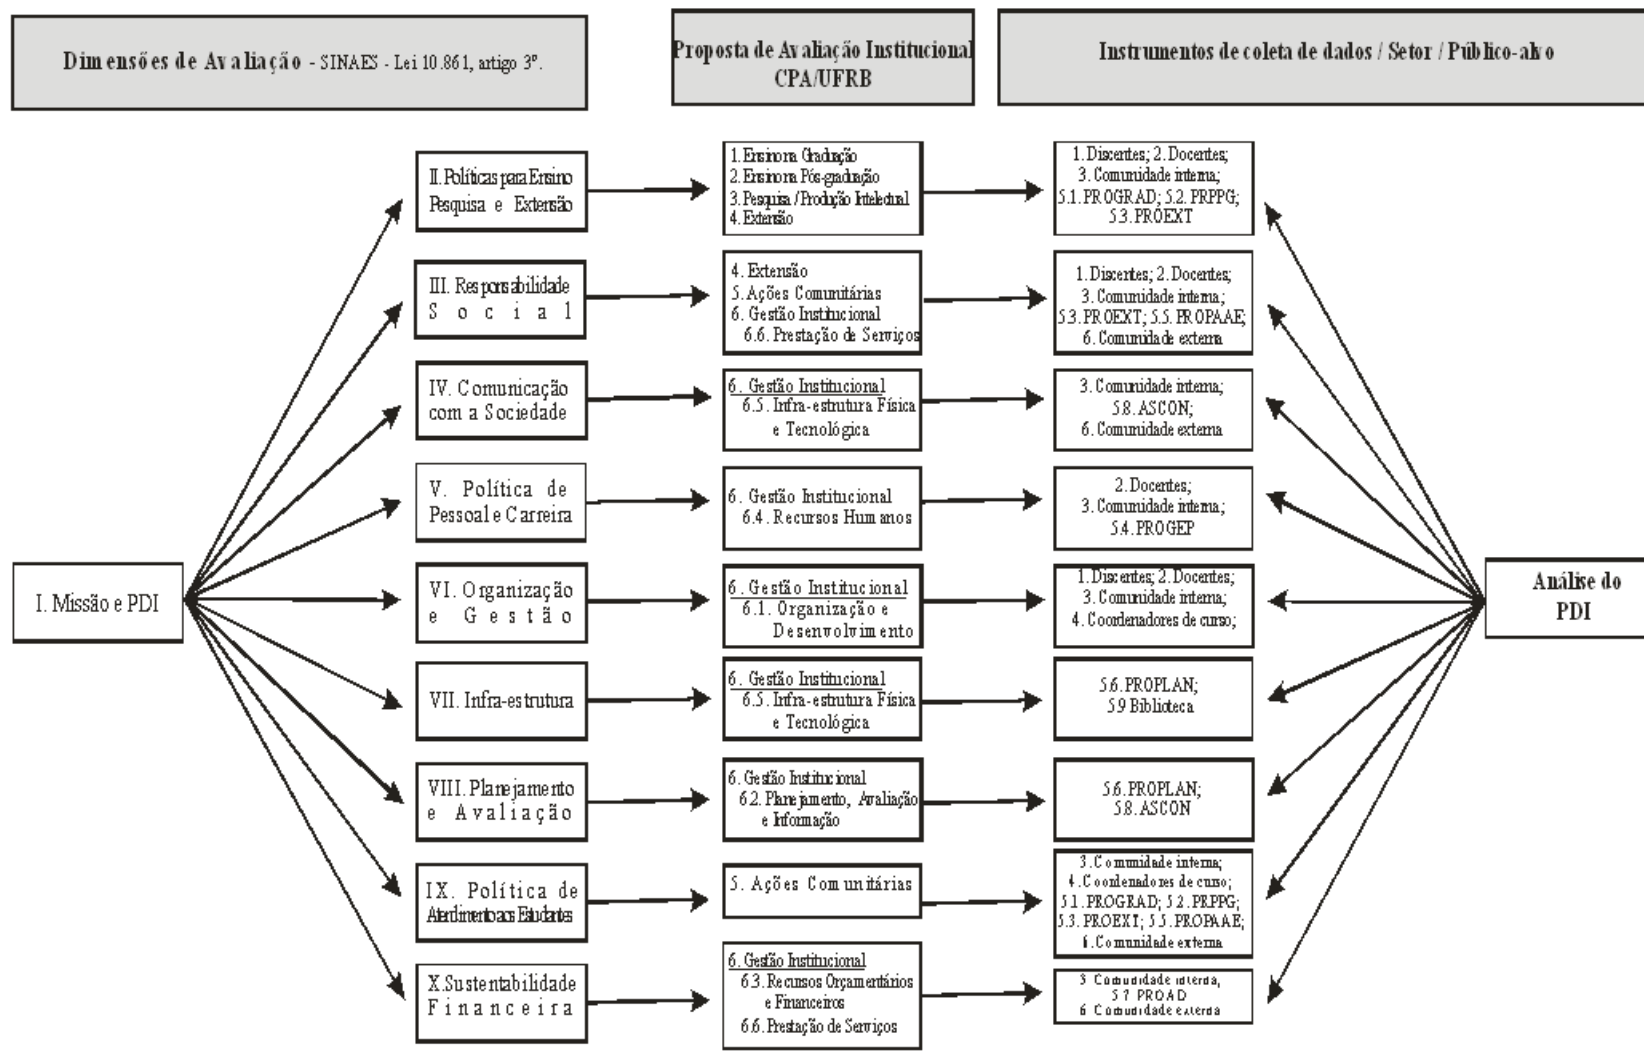 Dimensões de Avaliação - SINAES - Lei 10.861, artigo 3º.
Proposta de Avaliação Institucional
CPA/UFRB
Instrumentos de coleta de dados / Setor / Público-alvo
I. Missão e PDI
II. Políticas para Ensino
Pesquisa e Extensão
1. Ensino na Graduação
2. Ensino na Pós-graduação
3. Pesquisa / Produção Intelectual
4. Extensão
1. Discentes; 2. Docentes;
3. Comunidade interna;
5.1. PROGRAD; 5.2. PRPPG;
5.3. PROEXT
III. Responsabilidade
Social
4. Extensão
5. Ações Comunitárias
6. Gestão Institucional
6.6. Prestação de Serviços
1. Discentes; 2. Docentes;
3. Comunidade interna;
5.3. PROEXT; 5.5. PROPAAE;
6. Comunidade externa
IV. Comunicação
com a Sociedade
6. Gestão Institucional
6.5. Infra-estrutura Física
e Tecnológica
3. Comunidade interna;
5.8. ASCON;
6. Comunidade externa
V. Política de
Pessoal e Carreira
6. Gestão Institucional
6.4. Recursos Humanos
2. Docentes;
3. Comunidade interna;
5.4. PROGEP
VI. Organização
e Gestão
6. Gestão Institucional
6.1. Organização e
Desenvolvimento
1. Discentes; 2. Docentes;
3. Comunidade interna;
4. Coordenadores de curso;
VII. Infra-estrutura
6. Gestão Institucional
6.5. Infra-estrutura Física
e Tecnológica
5.6. PROPLAN;
5.9 Biblioteca
VIII. Planejamento
e Avaliação
6. Gestão Institucional
6.2. Planejamento, Avaliação
e Informação
5.6. PROPLAN;
5.8. ASCON
IX. Política de
Atendimento aos Estudantes
5. Ações Comunitárias
3. Comunidade interna;
4. Coordenadores de curso;
5.1. PROGRAD; 5.2. PRPPG;
5.3. PROEXT; 5.5. PROPAAE;
6. Comunidade externa
X. Sustentabilidade
Financeira
6. Gestão Institucional
6.3. Recursos Orçamentários
e Financeiros
6.6. Prestação de Serviços
3 Comunidade interna,
5.7 PROAD
6 Comunidade externa
Análise do
PDI